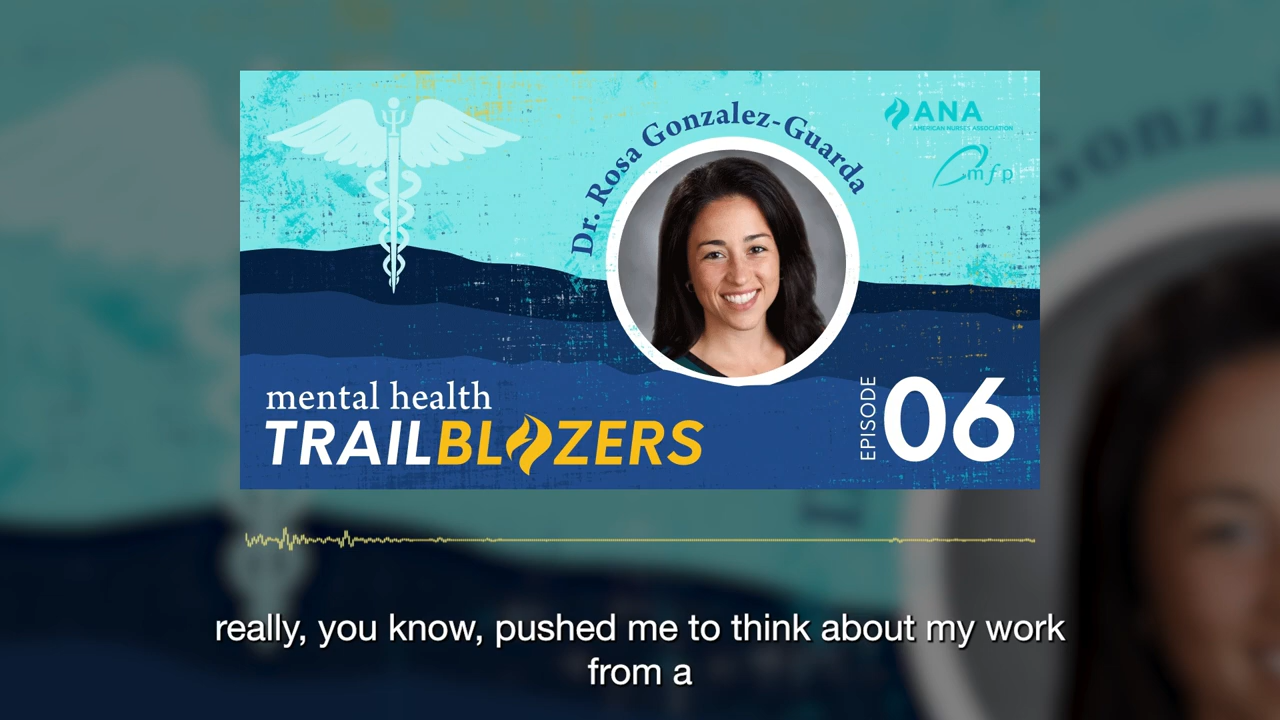 Dr. Rosa Gonzalez-Guarda
ANA
AMERICAN NURSES ASSOCIATION
mfp
mental health
TRAILBLAZERS
EPISODE
06
really, you know, pushed me to think about my work
from a